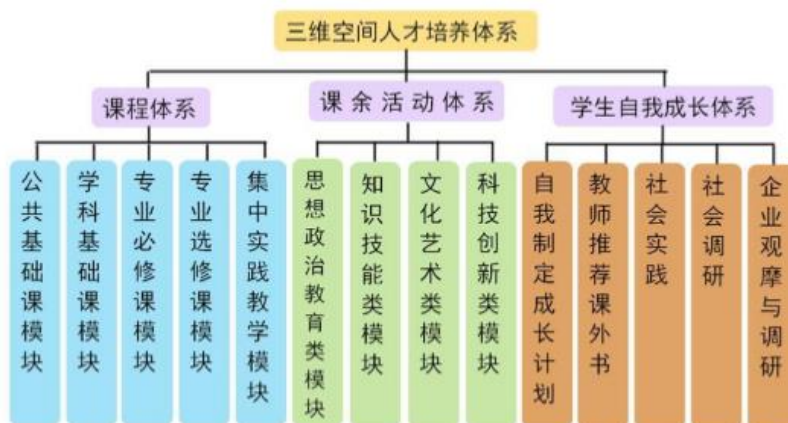 三维空间人才培养体系
课程体系
课余活动体系
学生自我成长体系
公共基础课模块
学科基础课模块
专业必修课模块
专业选修课模块
集中实践教学模块
思想政治教育类模块
知识技能类模块
文化艺术类模块
科技创新类模块
自我制定成长计划
教师推荐课外书
社会实践
社会调研
企业观摩与调研